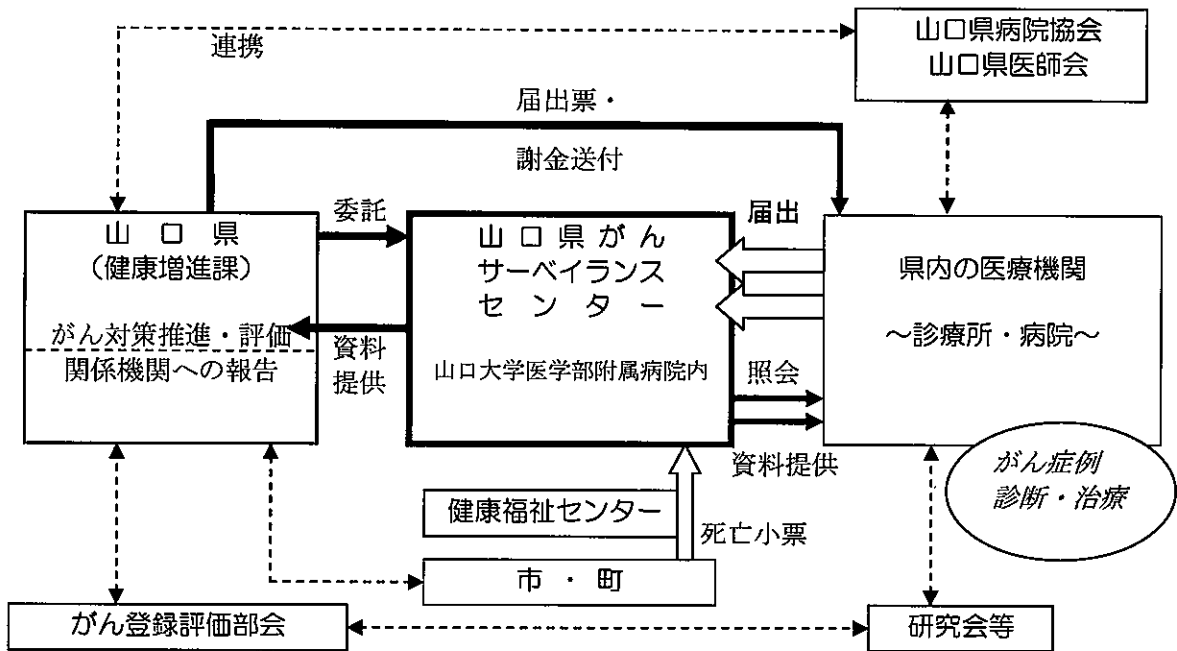 山口県病院協会
山口県医師会
連携
届出票・
謝金送付
山口県
（健康増進課）
がん対策推進・評価
関係機関への報告
委託
資料
提供
山口県がん
サーベイランス
センター
山口大学医学部附属病院内
届出
照会
資料提供
県内の医療機関
～診療所・病院～
がん症例
診断・治療
健康福祉センター
死亡小票
市・町
がん登録評価部会
研究会等